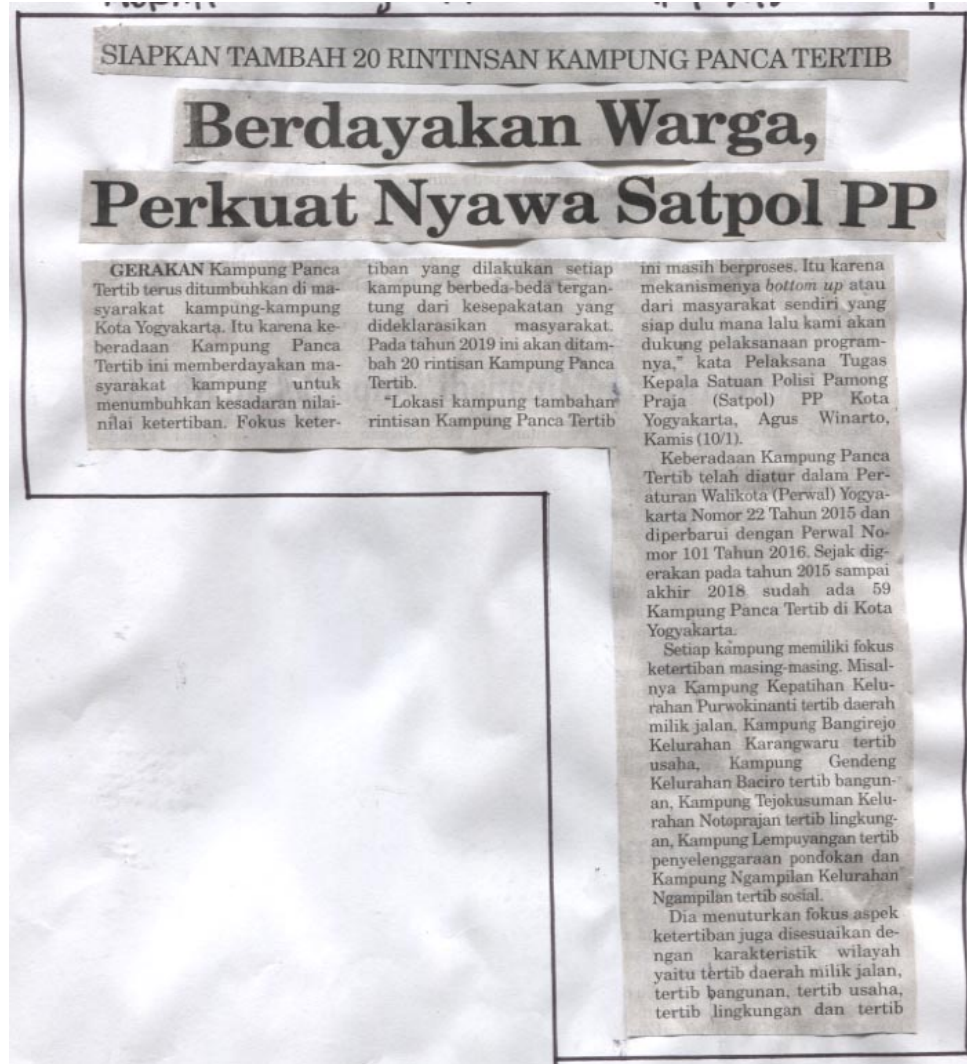 SIAPKAN TAMBAH 20 RINTINSAN KAMPUNG PANCA TERTIB
Berdayakan Warga,
Perkuat Nyawa Satpol PP
GERAKAN Kampung Panca
Tertib terus ditumbuhkan di ma-
syarakat kampung-kampung
Kota Yogyakarta. Itu karena ke-
beradaan Kampung Panca
Tertib ini memberdayakan ma-
syarakat kampung untuk
menumbuhkan kesadaran nilai-
nilai ketertiban. Fokus keter-
tiban yang dilakukan setiap
kampung berbeda-beda tergan-
tung dari kesepakatan yang
dideklarasikan masyarakat.
Pada tahun 2019 ini akan ditam-
bah 20 rintisan Kampung Panca
Tertib.
"Lokasi kampung tambahan
rintisan Kampung Panca Tertib
ini masih berproses. Itu karena
mekanismenya bottom up atau
dari masyarakat sendiri yang
siap dulu mana lalu kami akan
dukung pelaksanaan program-
nya," kata Pelaksana Tugas
Kepala Satuan Polisi Pamong
Praja (Satpol) PP Kota
Yogyakarta, Agus Winarto,
Kamis (10/1).
Keberadaan Kampung Panca
Tertib telah diatur dalam Per-
aturan Walikota (Perwal) Yogya-
karta Nomor 22 Tahun 2015 dan
diperbarui dengan Perwal No-
mor 101 Tahun 2016. Sejak dig-
erakan pada tahun 2015 sampai
akhir 2018 sudah ada 59
Kampung Panca Tertib di Kota
Yogyakarta.
Setiap kampung memiliki fokus
ketertiban masing-masing. Misal-
nya Kampung Kepatihan Kelu-
rahan Purwokinanti tertib daerah
milik jalan, Kampung Bangirejo
Kelurahan Karangwaru tertib
usaha, Kampung Gendeng
Kelurahan Baciro tertib bangun-
an, Kampung Tejokusuman Kelu-
rahan Notoprajan tertib lingkung-
an, Kampung Lempuyangan tertib
penyelenggaraan pondokan dan
Kampung Ngampilan Kelurahan
Ngampilan tertib sosial.
Dia menuturkan fokus aspek
ketertiban juga disesuaikan de-
ngan karakteristik wilayah
yaitu tertib daerah milik jalan,
tertib bangunan, tertib usaha,
tertib lingkungan dan tertib